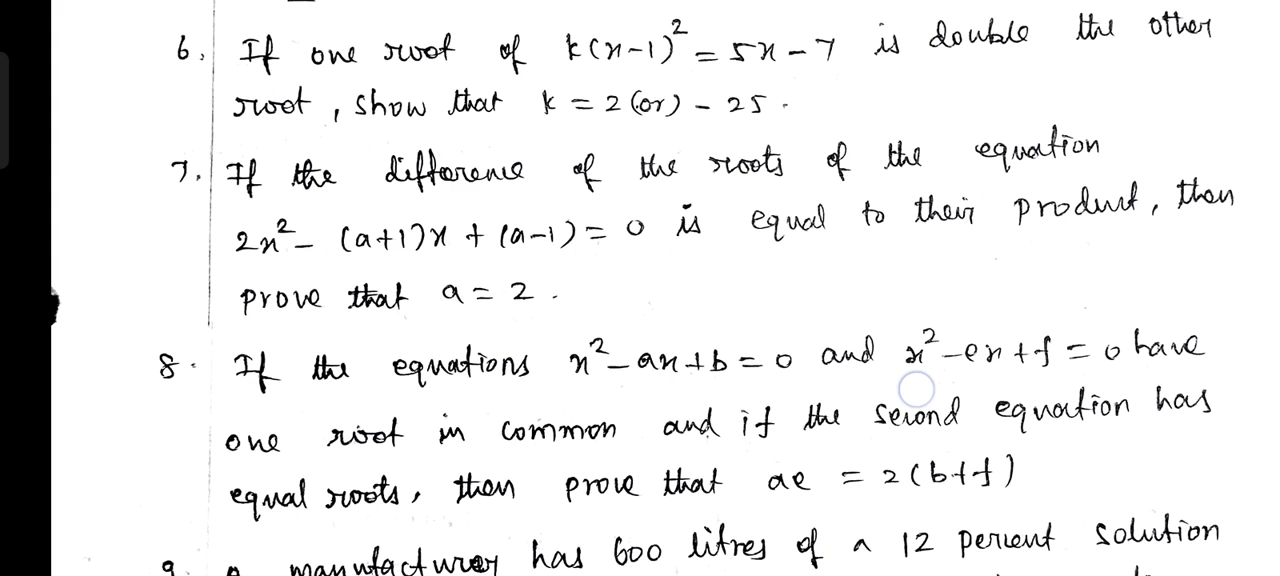 6. If one root of k(x-1)² = 5x - 7 is double the other
root, show that k = 2 (or) - 25.
7. If the difference of the roots of the equation
2x² - (a+1)x + (a-1) = 0 is equal to their product, then
prove that a = 2.
8. If the equations x² - ax + b = 0 and x² - ex + f = 0 have
one root in common and if the second equation has
equal roots, then prove that ae = 2(b+f)
9. A manufacturer has 600 litres of a 12 percent solution